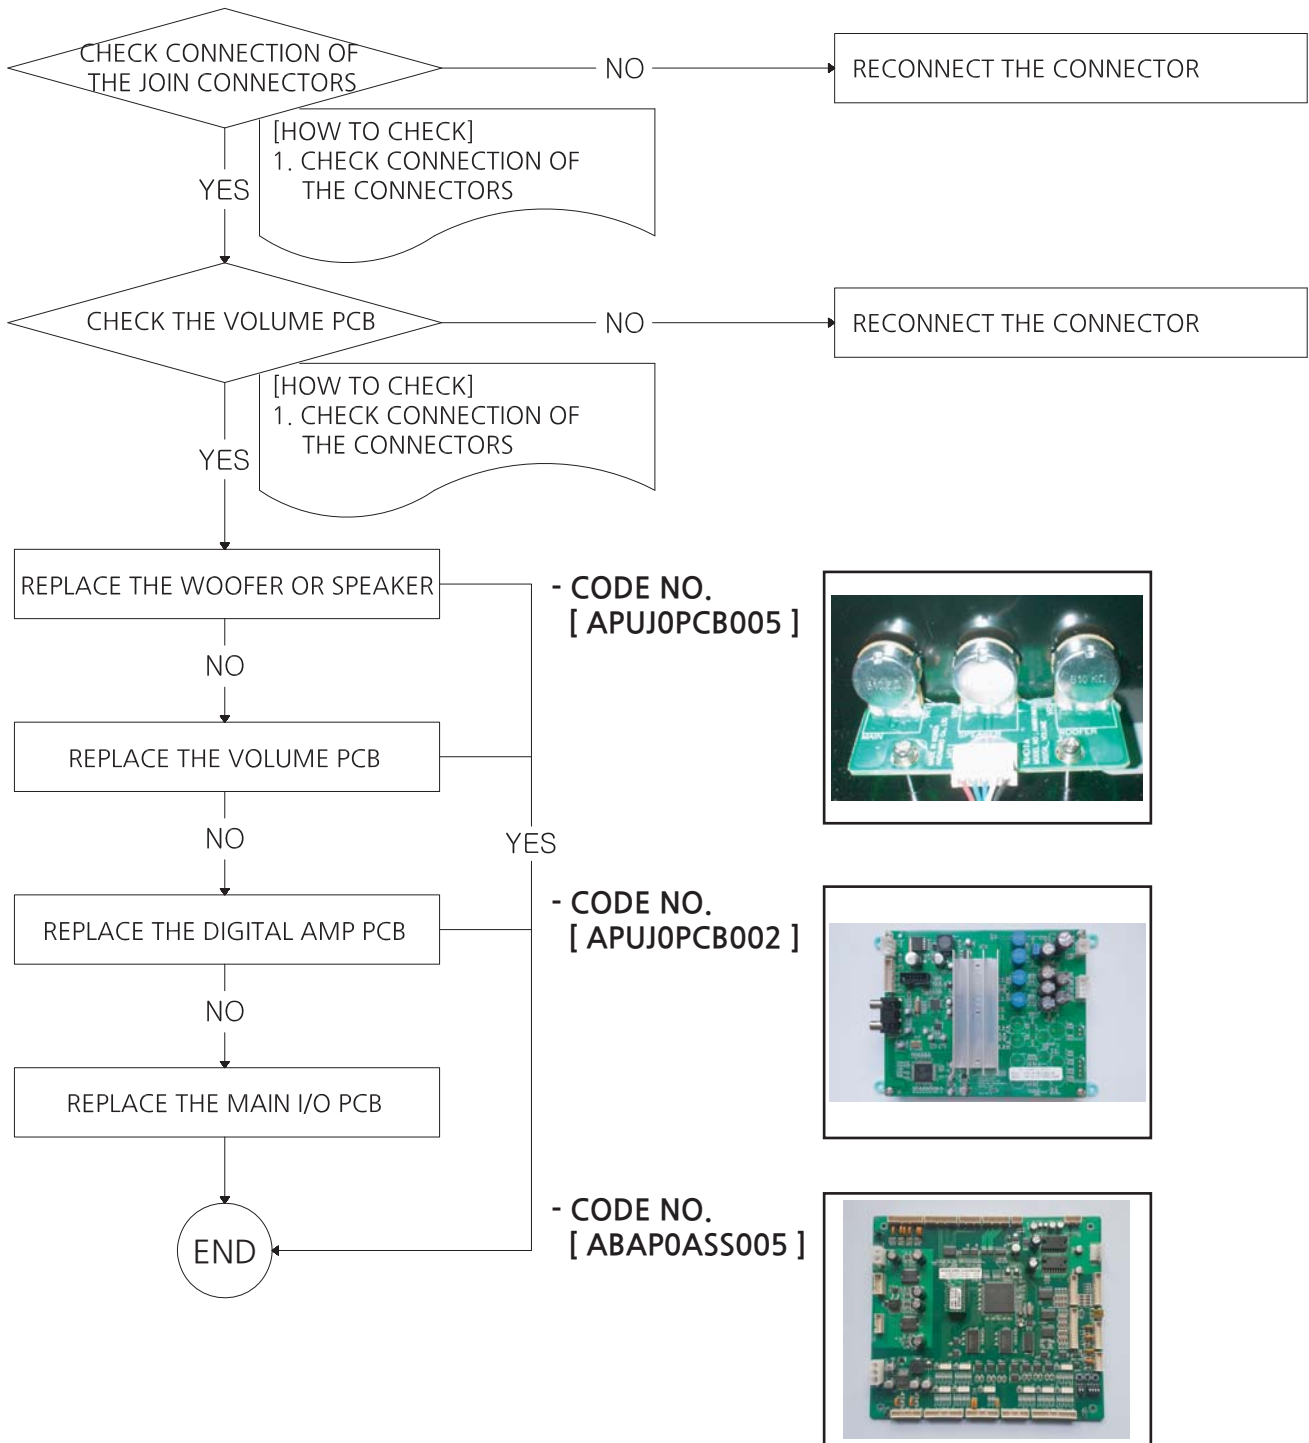 CHECK CONNECTION OF
THE JOIN CONNECTORS
NO
RECONNECT THE CONNECTOR
[HOW TO CHECK]
1. CHECK CONNECTION OF
THE CONNECTORS
YES
CHECK THE VOLUME PCB
NO
RECONNECT THE CONNECTOR
[HOW TO CHECK]
1. CHECK CONNECTION OF
THE CONNECTORS
YES
REPLACE THE WOOFER OR SPEAKER
- CODE NO.
[ APUJ0PCB005 ]
MAIN
SPEAKER
WOOFER
NO
REPLACE THE VOLUME PCB
NO
YES
REPLACE THE DIGITAL AMP PCB
- CODE NO.
[ APUJ0PCB002 ]
NO
REPLACE THE MAIN I/O PCB
END
- CODE NO.
[ ABAP0ASS005 ]